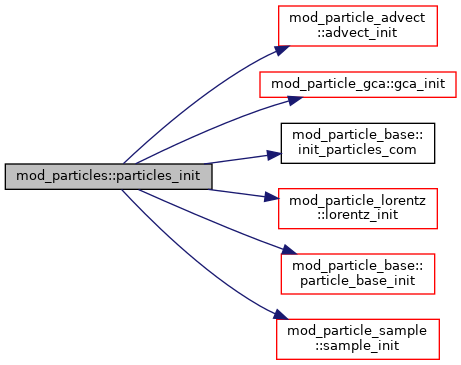 mod_particle_advect
::advect_init
mod_particle_gca::gca_init
mod_particle_base::
init_particles_com
mod_particles::particles_init
mod_particle_lorentz
::lorentz_init
mod_particle_base::
particle_base_init
mod_particle_sample
::sample_init